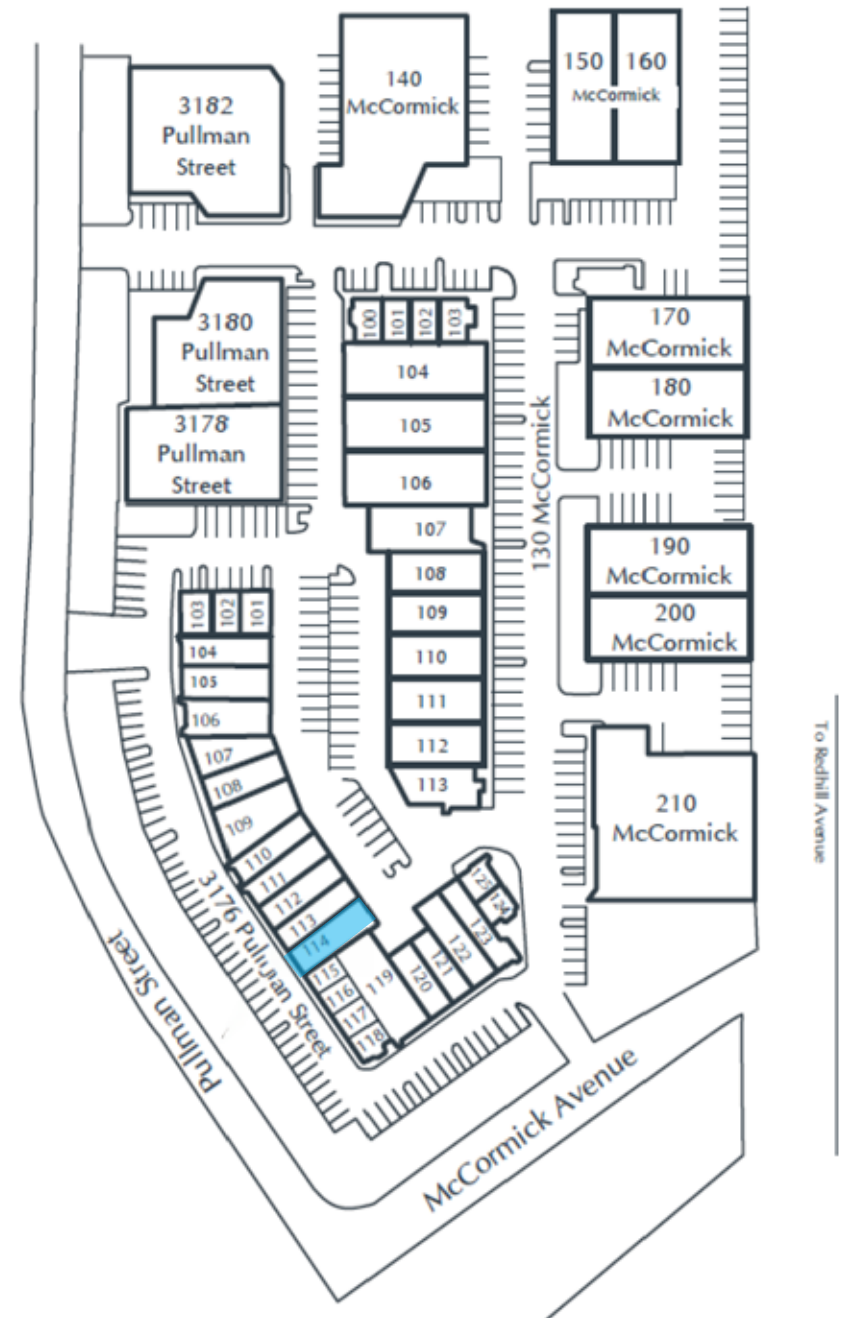 3182
Pullman
Street
140
McCormick
150
160
McCormick
3180
Pullman
Street
3178
Pullman
Street
100
101
102
103
104
105
106
107
108
109
110
111
112
113
130 McCormick
170
McCormick
180
McCormick
190
McCormick
200
McCormick
210
McCormick
To Redhill Avenue
103
102
101
104
105
106
107
108
109
110
111
112
113
114
115
116
117
118
119
120
121
122
123
124
125
3176 Pullman Street
Pullman Street
McCormick Avenue